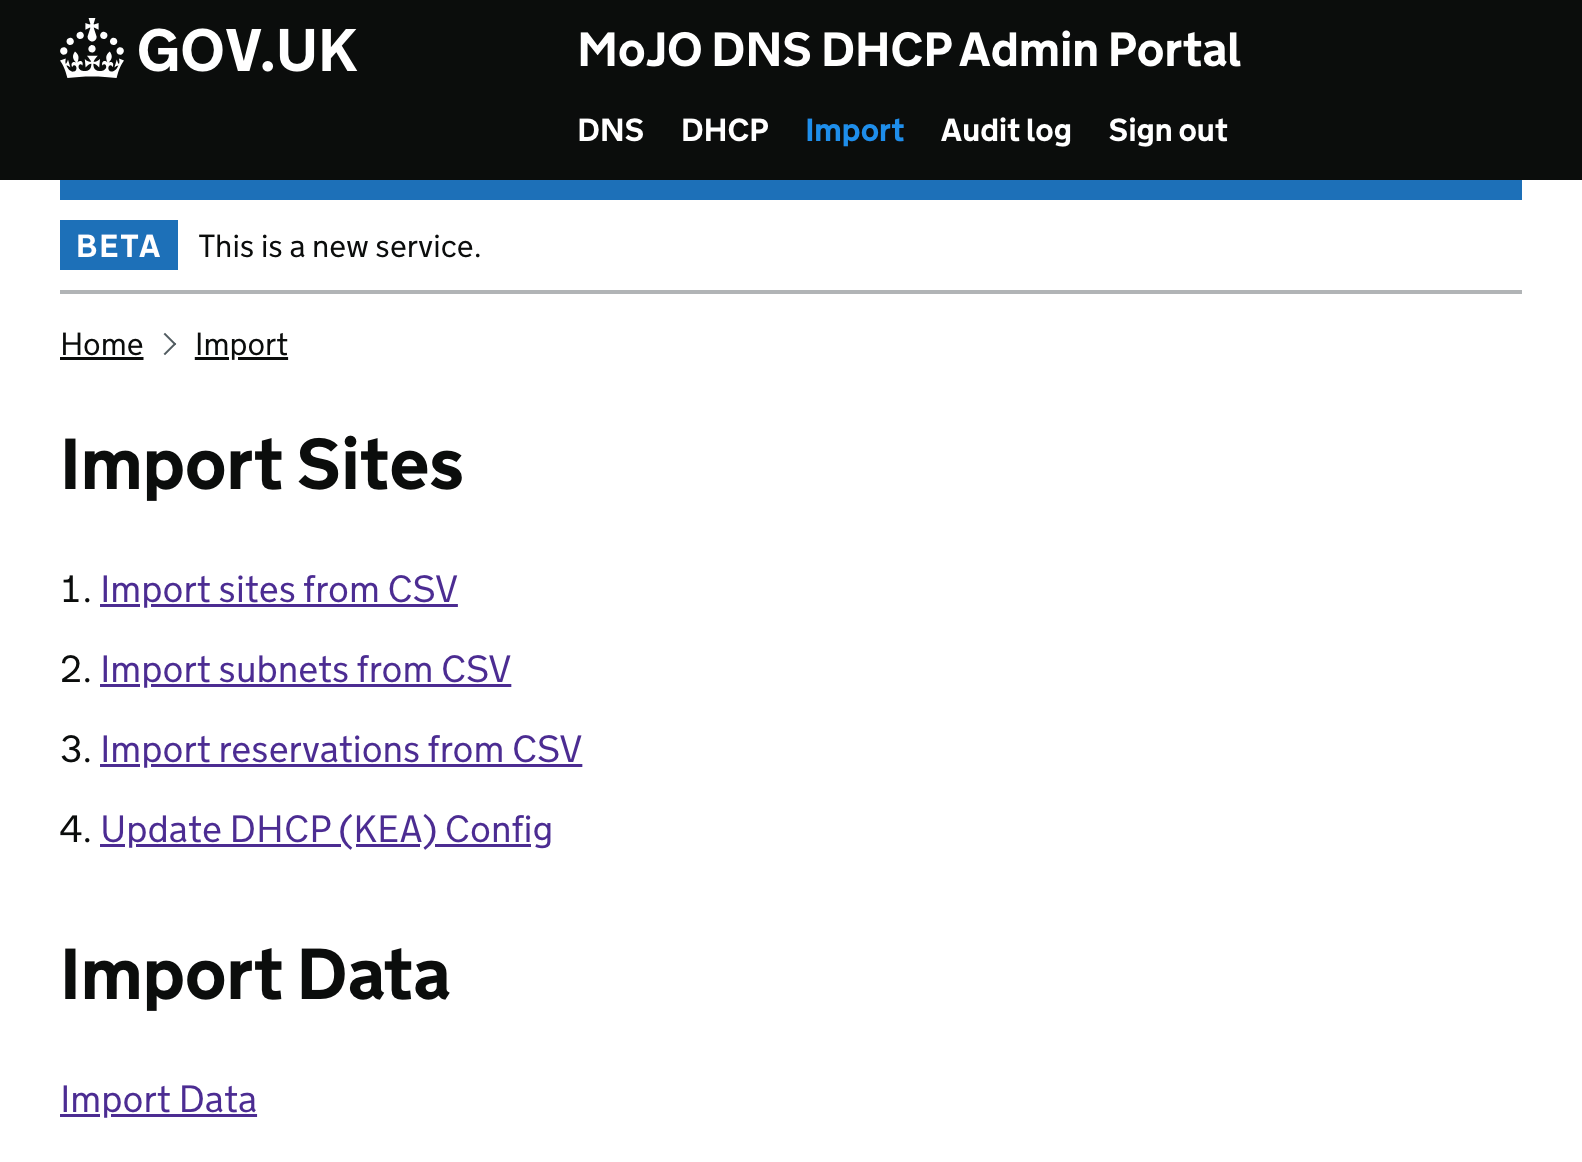 GOV.UK
MoJO DNS DHCP Admin Portal
DNS DHCP Import Audit log Sign out
BETA This is a new service.
Home > Import
Import Sites
1. Import sites from CSV
2. Import subnets from CSV
3. Import reservations from CSV
4. Update DHCP (KEA) Config
Import Data
Import Data